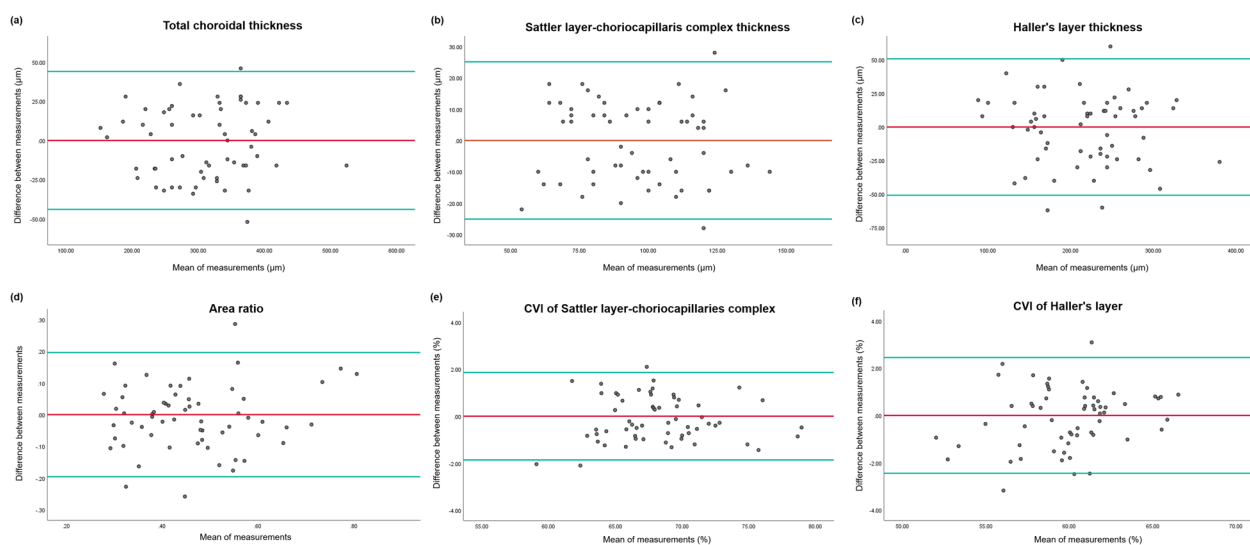 (a)
Total choroidal thickness
Difference between measurements (µm)
50.00
25.00
.00
-25.00
-50.00
100.00 200.00 300.00 400.00 500.00 600.00
Mean of measurements (µm)
(b)
Sattler layer-choriocapillaris complex thickness
Difference between measurements (µm)
30.00
20.00
10.00
.00
-10.00
-20.00
-30.00
50.00 75.00 100.00 125.00 150.00
Mean of measurements (µm)
(c)
Haller's layer thickness
Difference between measurements (µm)
50.00
25.00
.00
-25.00
-50.00
-75.00
.00 100.00 200.00 300.00 400.00
Mean of measurements (µm)
(d)
Area ratio
Difference between measurements
.30
.20
.10
.00
-.10
-.20
-.30
.20 .40 .60 .80
Mean of measurements
(e)
CVI of Sattler layer-choriocapillaries complex
Difference between measurements (%)
4.00
2.00
.00
-2.00
-4.00
55.00 60.00 65.00 70.00 75.00 80.00
Mean of measurements (%)
(f)
CVI of Haller's layer
Difference between measurements (%)
4.00
2.00
.00
-2.00
-4.00
50.00 55.00 60.00 65.00 70.00
Mean of measurements (%)